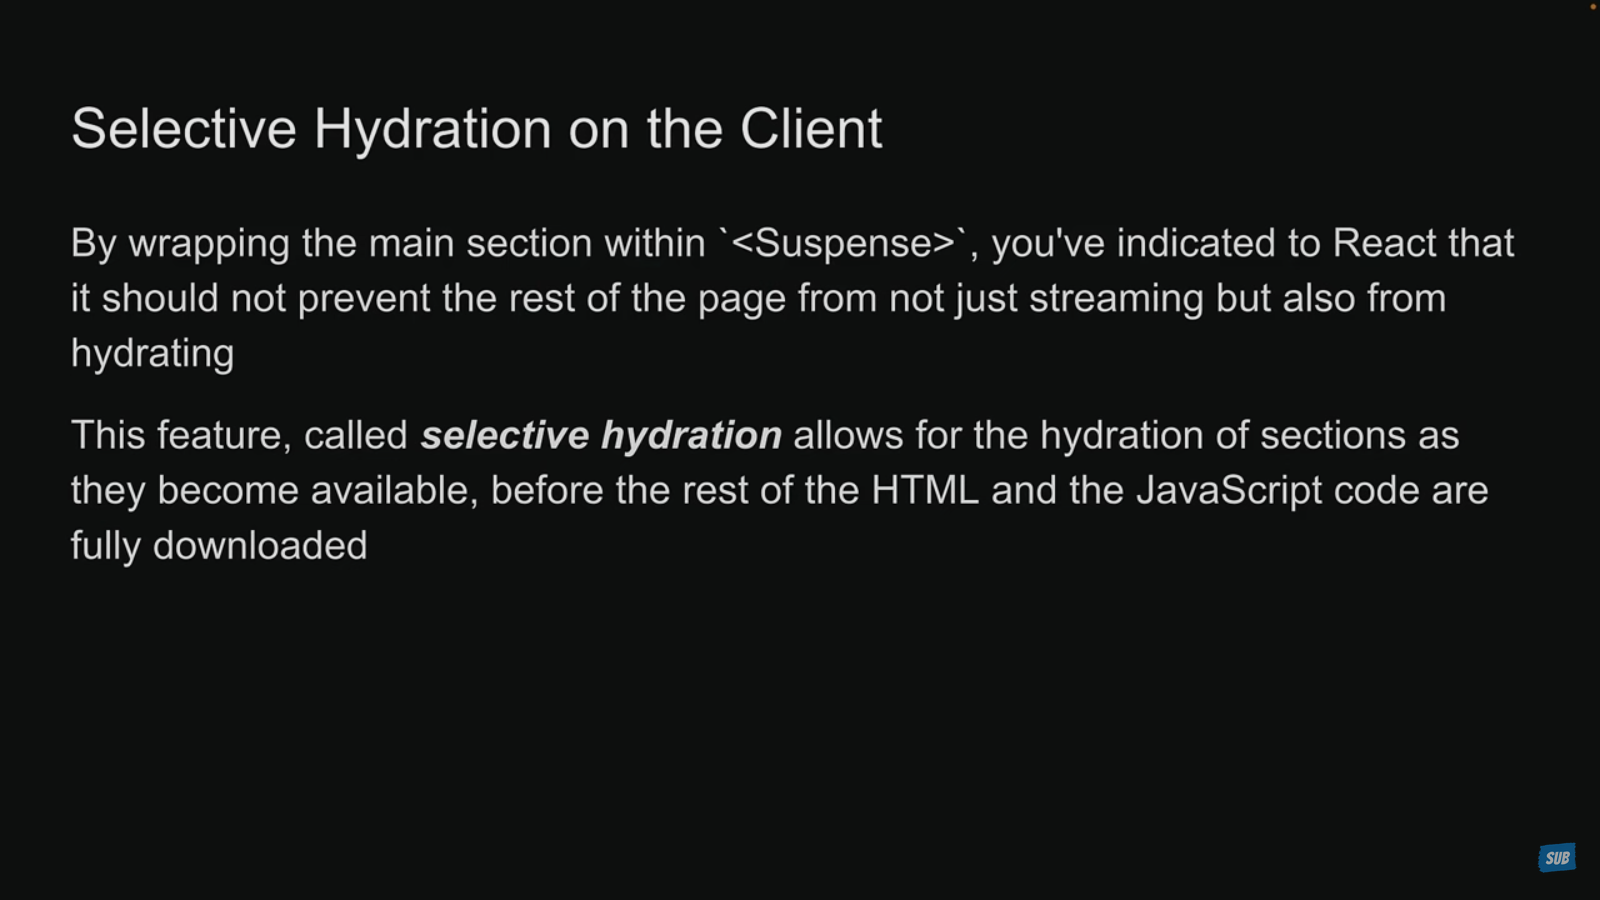 Selective Hydration on the Client
By wrapping the main section within `<Suspense>`, you've indicated to React that
it should not prevent the rest of the page from not just streaming but also from
hydrating
This feature, called selective hydration allows for the hydration of sections as
they become available, before the rest of the HTML and the JavaScript code are
fully downloaded
SUB